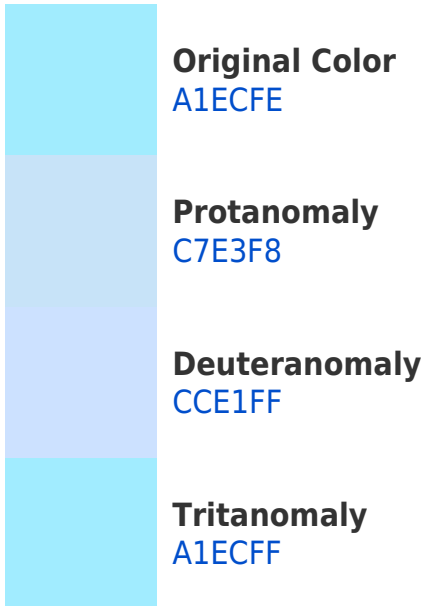 Original Color
A1ECFE
Protanomaly
C7E3F8
Deuteranomaly
CCE1FF
Tritanomaly
A1ECFF